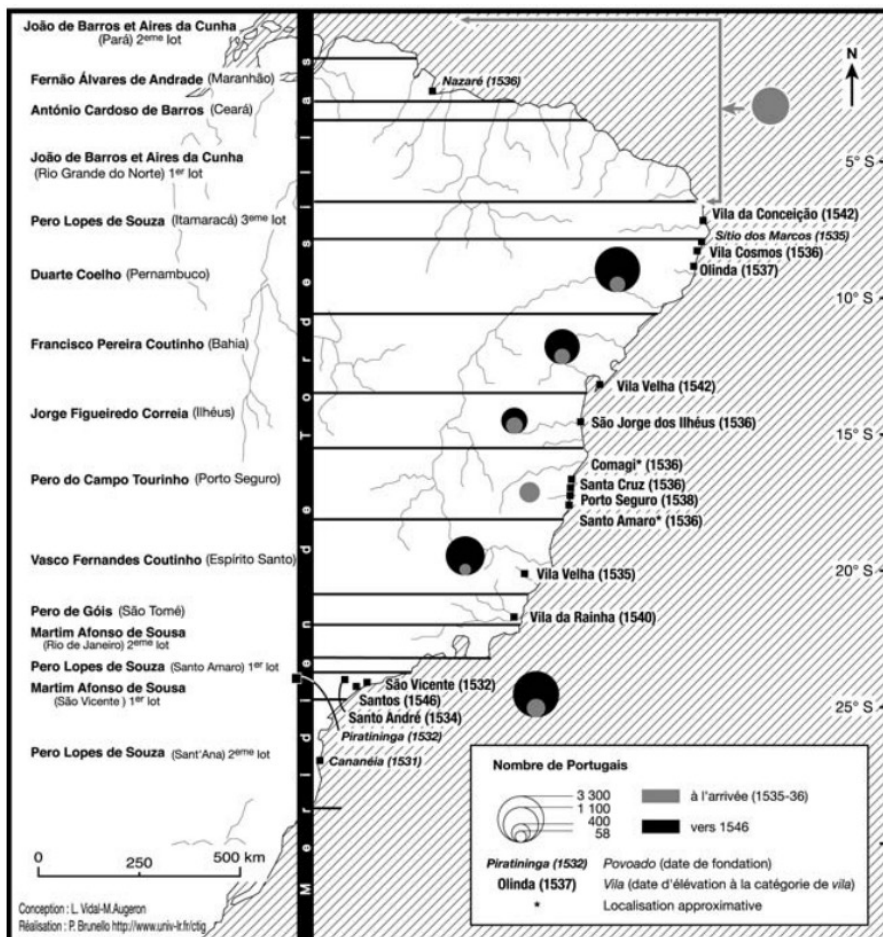 João de Barros et Aires da Cunha
(Pará) 2eme lot
Fernão Álvares de Andrade (Maranhão)
António Cardoso de Barros (Ceará)
João de Barros et Aires da Cunha
(Rio Grande do Norte) 1er lot
Pero Lopes de Souza (Itamaracá) 3eme lot
Duarte Coelho (Pernambuco)
Francisco Pereira Coutinho (Bahia)
Jorge Figueiredo Correia (Ilhéus)
Pero do Campo Tourinho (Porto Seguro)
Vasco Fernandes Coutinho (Espírito Santo)
Pero de Góis (São Tomé)
Martim Afonso de Sousa
(Rio de Janeiro) 2eme lot
Pero Lopes de Souza (Santo Amaro) 1er lot
Martim Afonso de Sousa
(São Vicente ) 1er lot
Pero Lopes de Souza (Sant'Ana) 2eme lot
0 250 500 km
Conception : L. Vidal-M.Augeron
Réalisation : P. Brunello http://www.univ-lr.fr/ctig
Meridien de Tordesillas
Nazaré (1536)
N
5° S
Vila da Conceição (1542)
Sítio dos Marcos (1535)
Vila Cosmos (1536)
Olinda (1537)
10° S
Vila Velha (1542)
São Jorge dos Ilhéus (1536)
15° S
Comagi* (1536)
Santa Cruz (1536)
Porto Seguro (1538)
Santo Amaro* (1536)
20° S
Vila Velha (1535)
Vila da Rainha (1540)
São Vicente (1532)
Santos (1546)
Santo André (1534)
Piratininga (1532)
25° S
Cananéia (1531)
Nombre de Portugais
3 300
1 100
400
58
à l'arrivée (1535-36)
vers 1546
Piratininga (1532) Povoado (date de fondation)
Olinda (1537) Vila (date d'élévation à la catégorie de vila)
* Localisation approximative